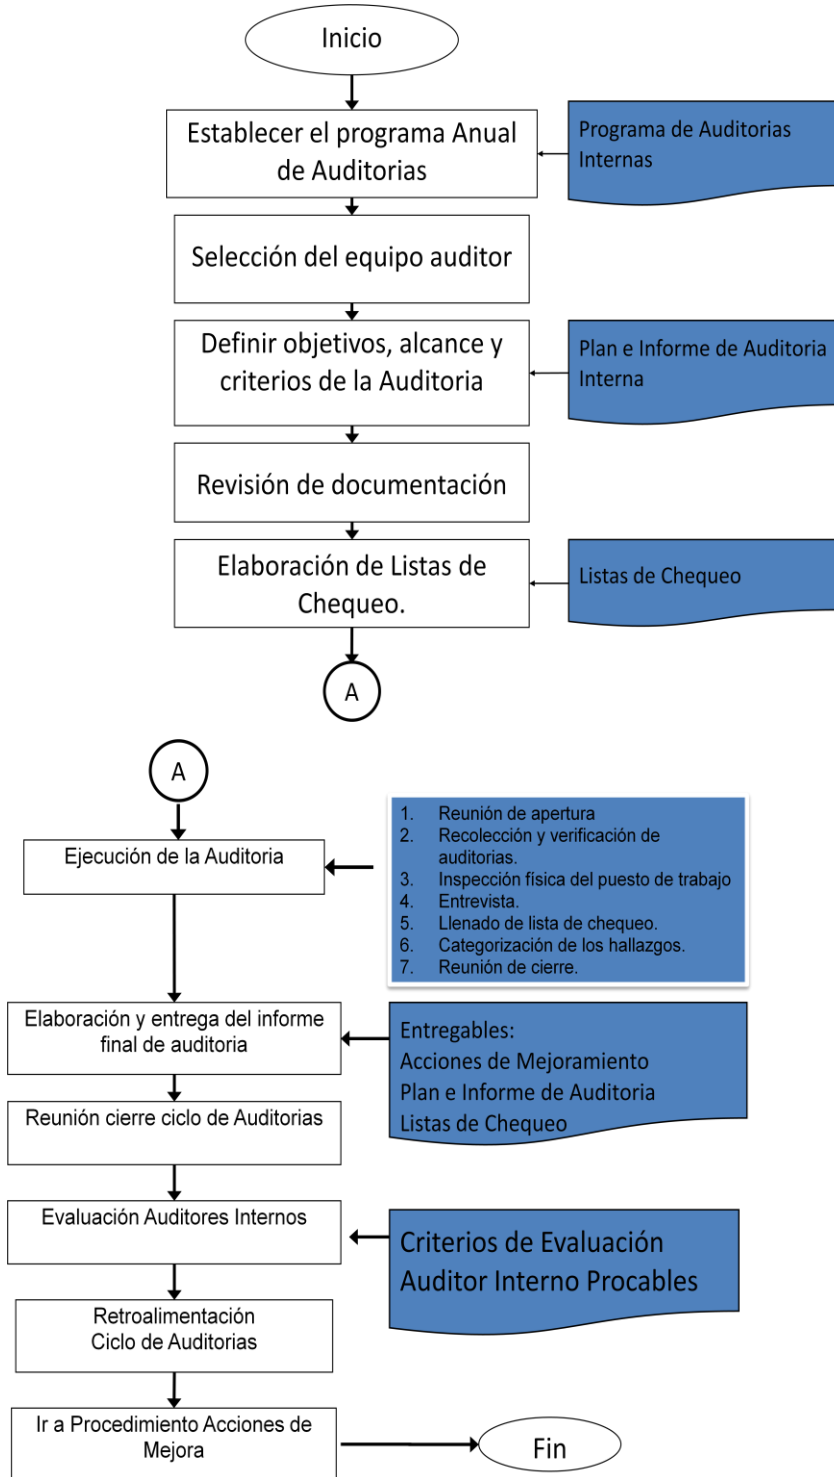 Inicio
Establecer el programa Anual
de Auditorias
Programa de Auditorias
Internas
Selección del equipo auditor
Definir objetivos, alcance y
criterios de la Auditoria
Plan e Informe de Auditoria
Interna
Revisión de documentación
Elaboración de Listas de
Chequeo.
Listas de Chequeo
A
A
Ejecución de la Auditoria
1. Reunión de apertura
2. Recolección y verificación de
auditorias.
3. Inspección física del puesto de trabajo
4. Entrevista.
5. Llenado de lista de chequeo.
6. Categorización de los hallazgos.
7. Reunión de cierre.
Elaboración y entrega del informe
final de auditoria
Entregables:
Acciones de Mejoramiento
Plan e Informe de Auditoria
Listas de Chequeo
Reunión cierre ciclo de Auditorias
Evaluación Auditores Internos
Criterios de Evaluación
Auditor Interno Procables
Retroalimentación
Ciclo de Auditorias
Ir a Procedimiento Acciones de
Mejora
Fin